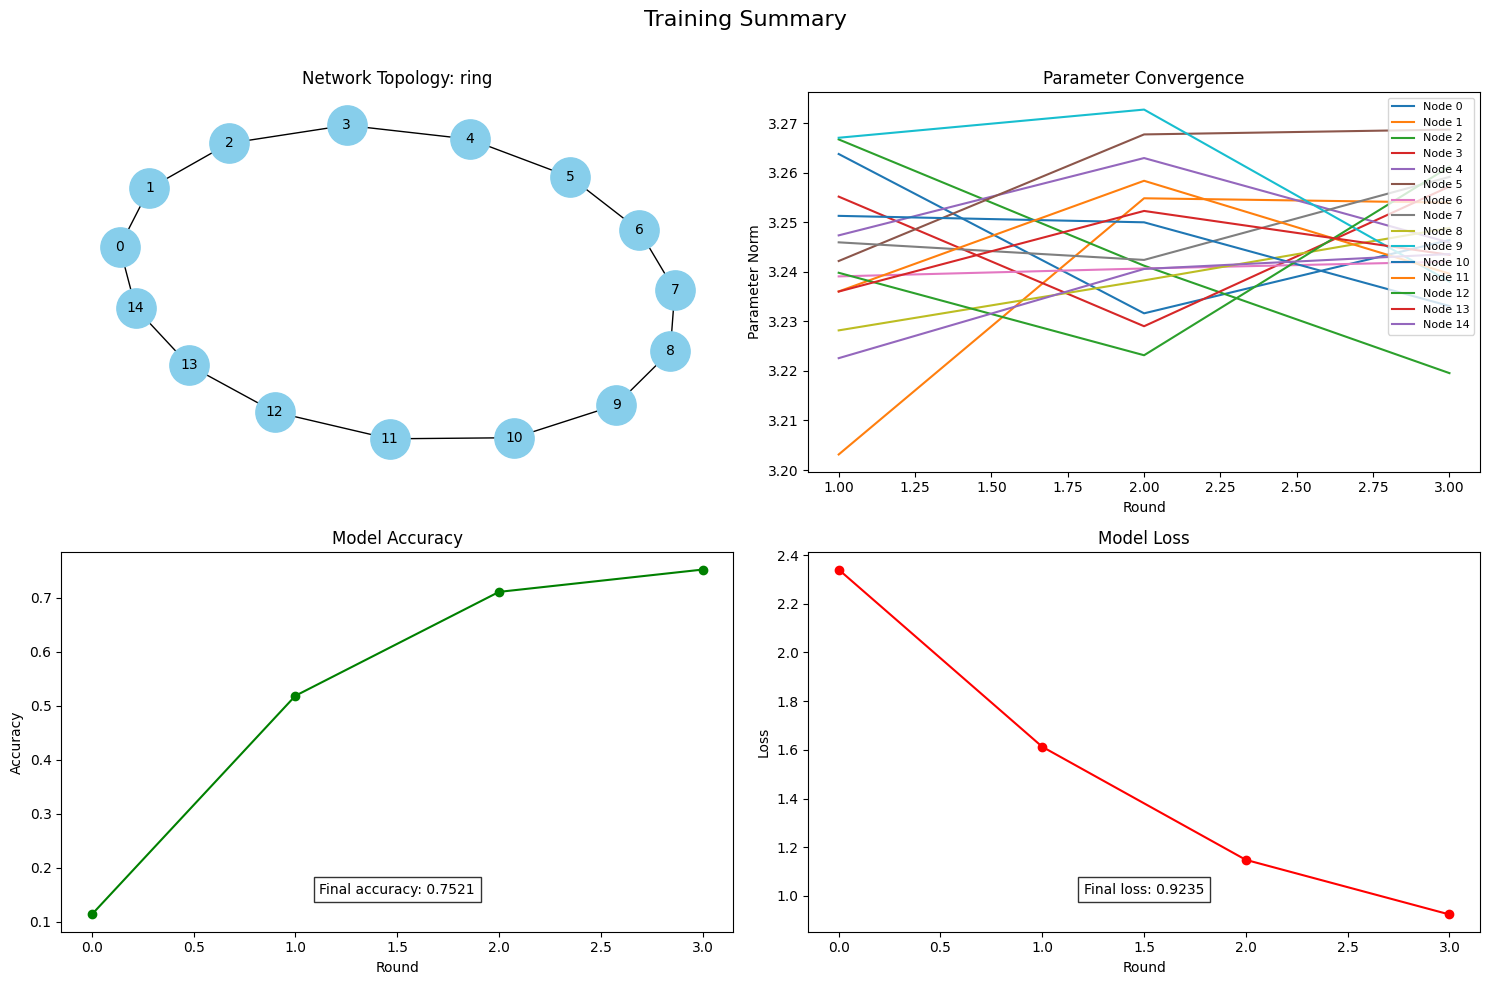 Training Summary
Network Topology: ring
3
4
2
5
1
6
0
7
14
8
13
9
12
11
10
Parameter Convergence
Parameter Norm
3.27
3.26
3.25
3.24
3.23
3.22
3.21
3.20
Node 0
Node 1
Node 2
Node 3
Node 4
Node 5
Node 6
Node 7
Node 8
Node 9
Node 10
Node 11
Node 12
Node 13
Node 14
1.00 1.25 1.50 1.75 2.00 2.25 2.50 2.75 3.00
Round
Model Accuracy
Accuracy
0.7
0.6
0.5
0.4
0.3
0.2
0.1
Final accuracy: 0.7521
0.0 0.5 1.0 1.5 2.0 2.5 3.0
Round
Model Loss
Loss
2.4
2.2
2.0
1.8
1.6
1.4
1.2
1.0
Final loss: 0.9235
0.0 0.5 1.0 1.5 2.0 2.5 3.0
Round